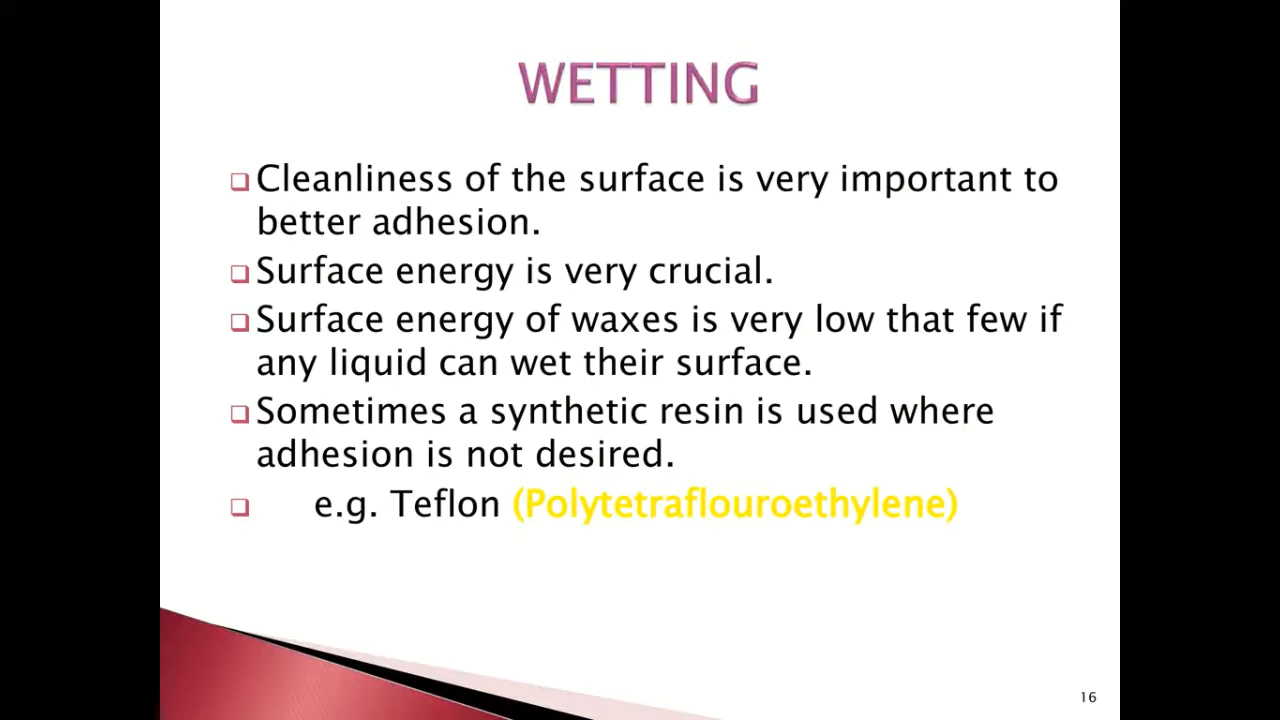 WETTING
Cleanliness of the surface is very important to
better adhesion.
Surface energy is very crucial.
Surface energy of waxes is very low that few if
any liquid can wet their surface.
Sometimes a synthetic resin is used where
adhesion is not desired.
e.g. Teflon (Polytetraflouroethylene)
16